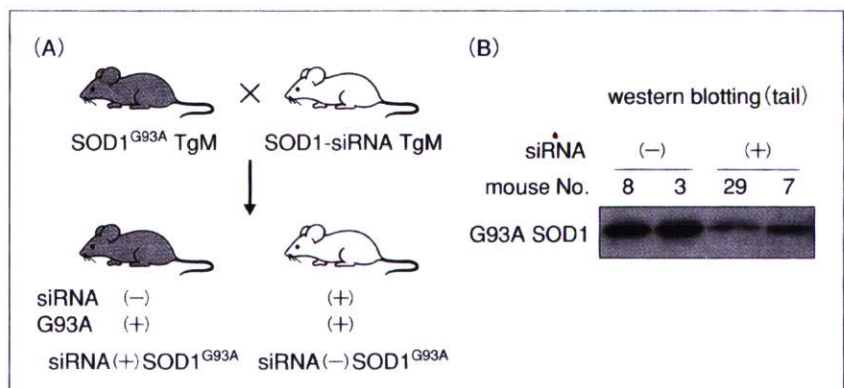 (A)
SOD1G93A TgM × SOD1-siRNA TgM
siRNA (−) (+)
G93A (+) (+)
siRNA(+)SOD1G93A siRNA(−)SOD1G93A
(B)
western blotting(tail)
siRNA (−) (+)
mouse No. 8 3 29 7
G93A SOD1